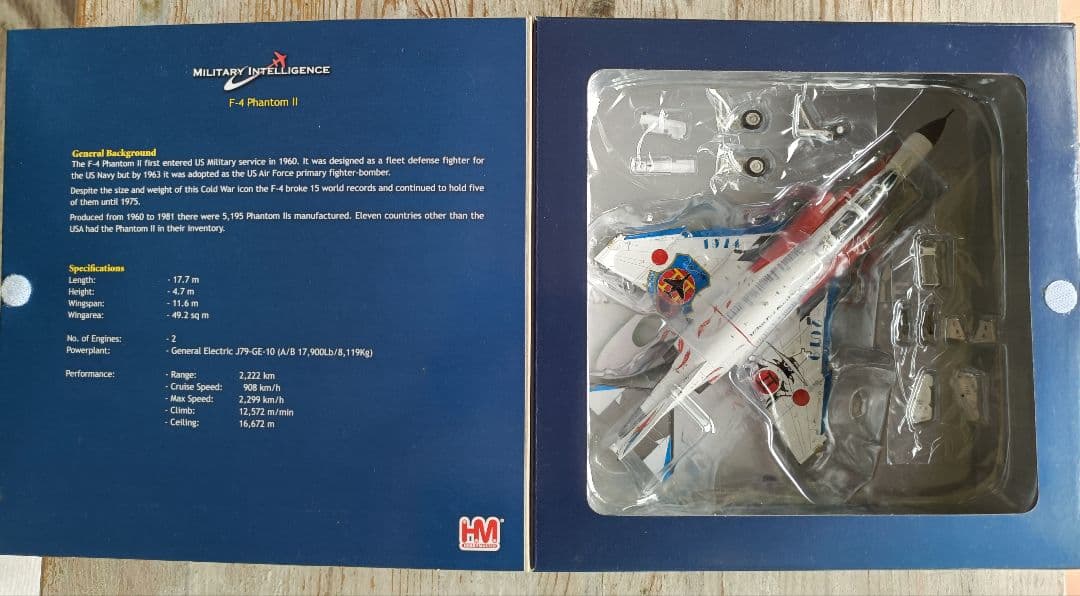 MILITARY INTELLIGENCE
F-4 Phantom II
General Background
The F-4 Phantom II first entered US Military service in 1960. It was designed as a fleet defense fighter for
the US Navy but by 1963 it was adopted as the US Air Force primary fighter-bomber.
Despite the size and weight of this Cold War icon the F-4 broke 15 world records and continued to hold five
of them until 1975.
Produced from 1960 to 1981 there were 5,195 Phantom IIs manufactured. Eleven countries other than the
USA had the Phantom II in their inventory.
Specifications
Length: - 17.7 m
Height: - 4.7 m
Wingspan: - 11.6 m
Wingarea: - 49.2 sq m
No. of Engines: - 2
Powerplant: - General Electric J79-GE-10 (A/B 17,900Lb/8,119Kg)
Performance: - Range: 2,222 km
- Cruise Speed: 908 km/h
- Max Speed: 2,299 km/h
- Climb: 12,572 m/min
- Ceiling: 16,672 m
HM
HOBBYMASTER
1974